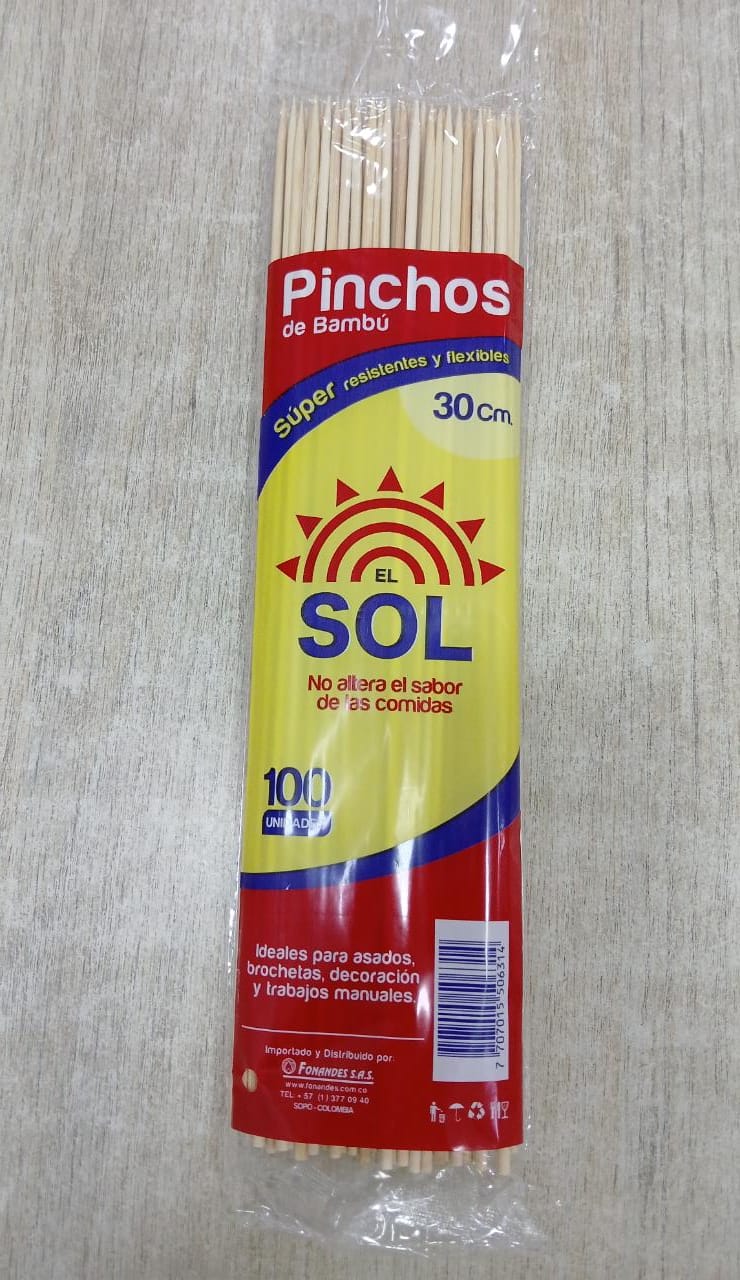 Pinchos
de Bambú
Súper resistentes y flexibles
30 Cm.
EL
SOL
No altera el sabor
de las comidas
100
UNIDADES
Ideales para asados,
brochetas, decoración
y trabajos manuales.
Importado y Distribuido por:
FONANDES S.A.S.
www.fonandes.com.co
TEL: + 57 (1) 377 09 40
SOPO - COLOMBIA
7 707015 506314